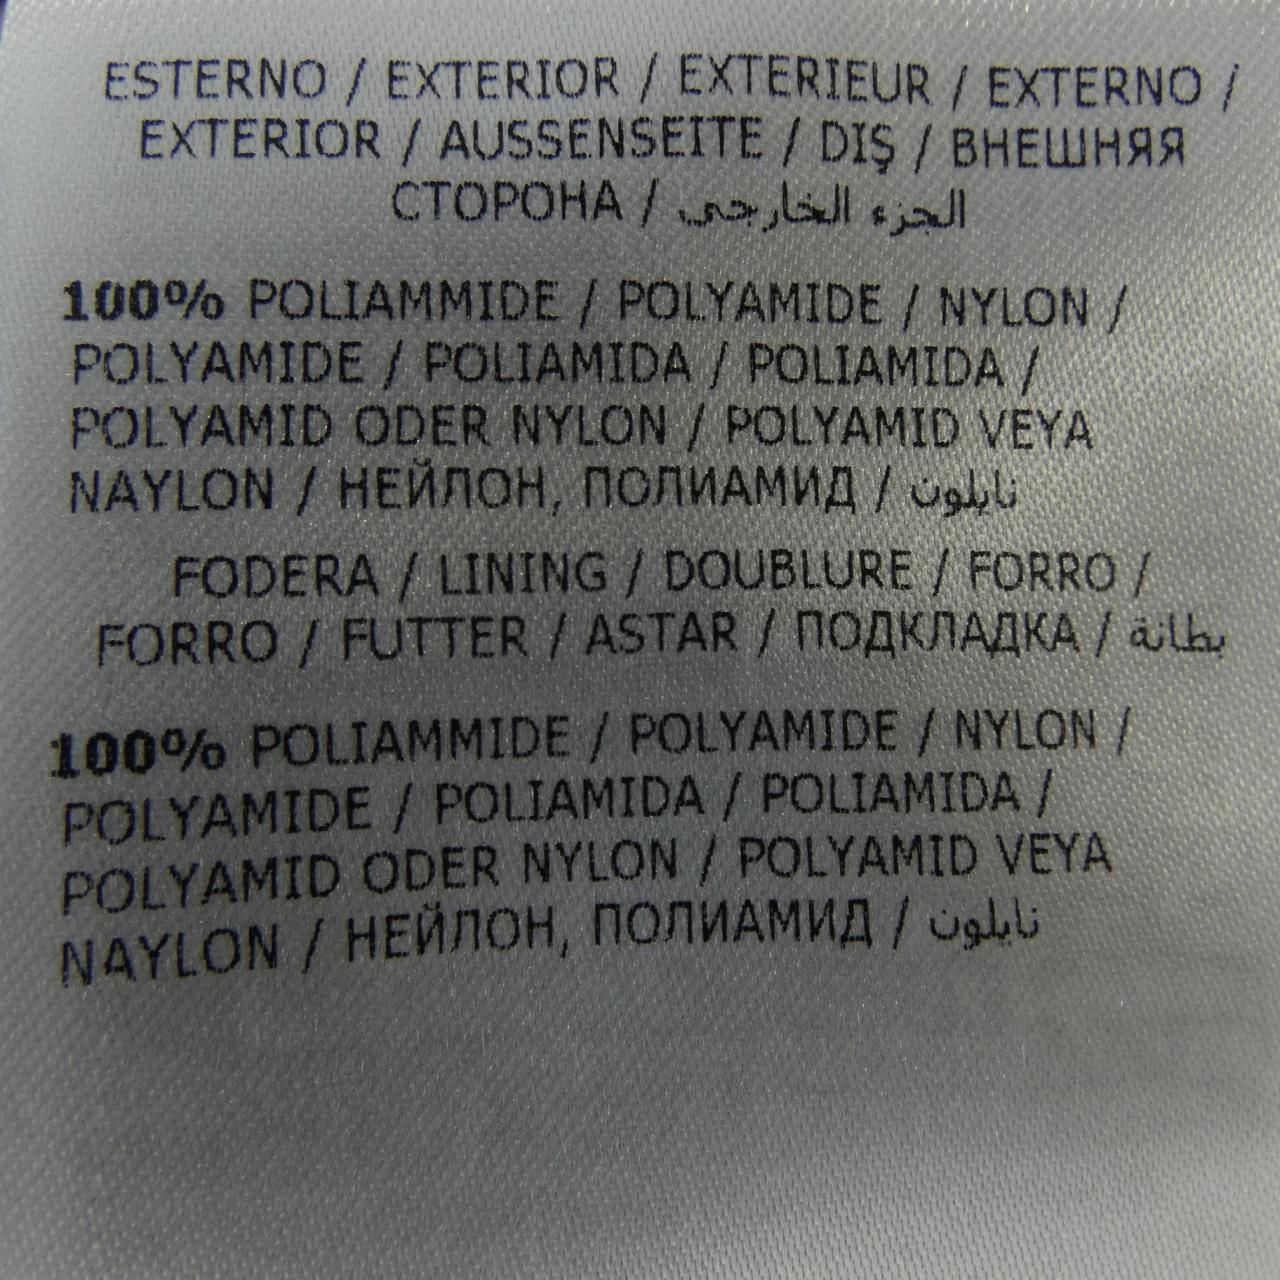 ESTERNO / EXTERIOR / EXTERIEUR / EXTERNO /
EXTERIOR / AUSSENSEITE / DIŞ / ВНЕШНЯЯ
СТОРОНА / الجزء الخارجي
100% POLIAMMIDE / POLYAMIDE / NYLON /
POLYAMIDE / POLIAMIDA / POLIAMIDA /
POLYAMID ODER NYLON / POLYAMID VEYA
NAYLON / НЕЙЛОН, ПОЛИАМИД / نايلون
FODERA / LINING / DOUBLURE / FORRO /
FORRO / FUTTER / ASTAR / ПОДКЛАДКА / بطانة
100% POLIAMMIDE / POLYAMIDE / NYLON /
POLYAMIDE / POLIAMIDA / POLIAMIDA /
POLYAMID ODER NYLON / POLYAMID VEYA
NAYLON / НЕЙЛОН, ПОЛИАМИД / نايلون